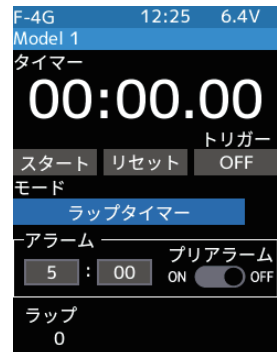 F-4G 12:25 6.4V
Model 1
タイマー
00:00.00
トリガー
スタート リセット OFF
モード
ラップタイマー
アラーム
プリアラーム
5 : 00 ON OFF
ラップ
0